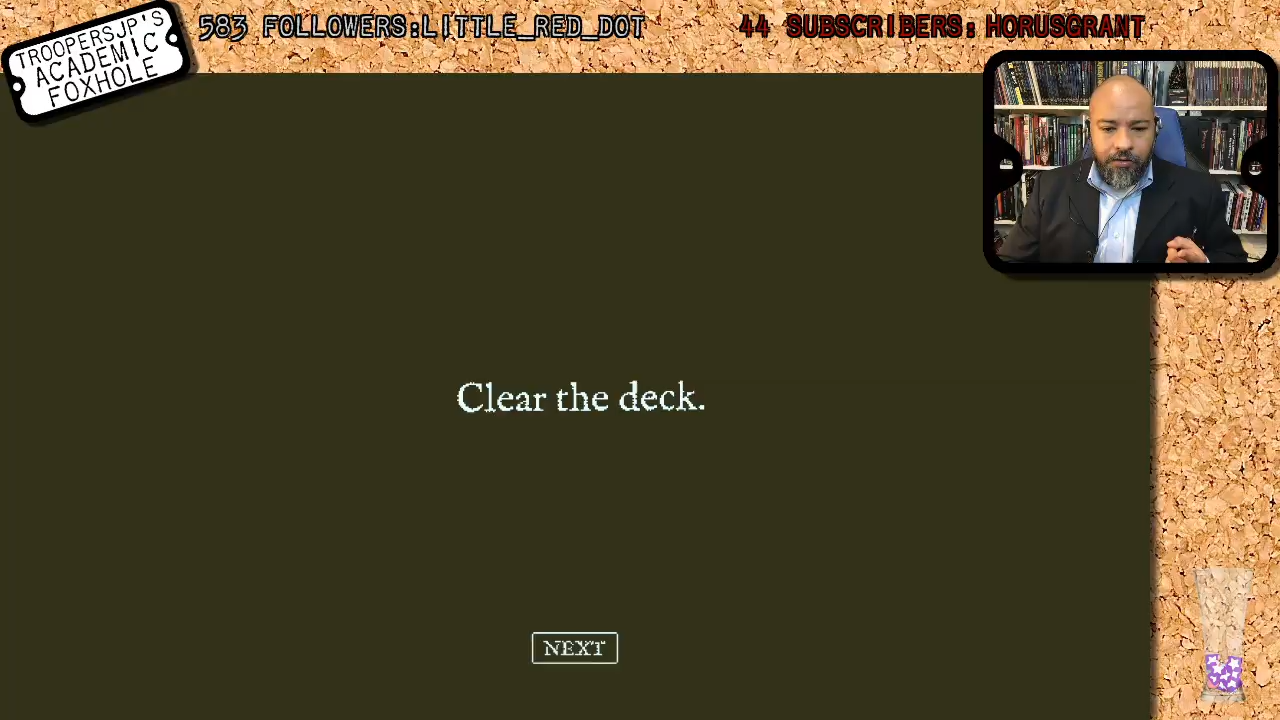 TROOPERSJP'S
ACADEMIC
FOXHOLE
583 FOLLOWERS:LITTLE_RED_DOT
44 SUBSCRIBERS: HORUSGRANT
Clear the deck.
NEXT